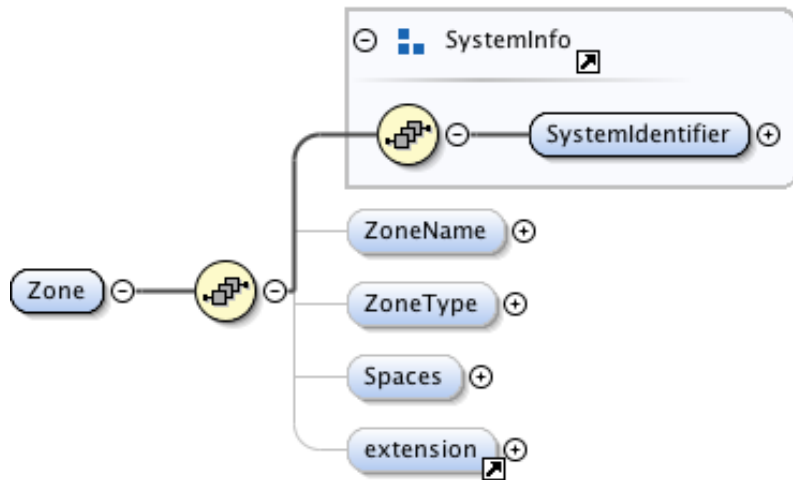 SystemInfo
SystemIdentifier
ZoneName
Zone
ZoneType
Spaces
extension